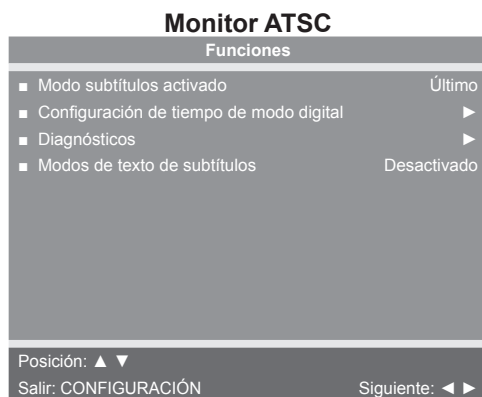 Monitor ATSC
Funciones
■ Modo subtítulos activado Último
■ Configuración de tiempo de modo digital ►
■ Diagnósticos ►
■ Modos de texto de subtítulos Desactivado
Posición: ▲ ▼
Salir: CONFIGURACIÓN Siguiente: ◄ ►